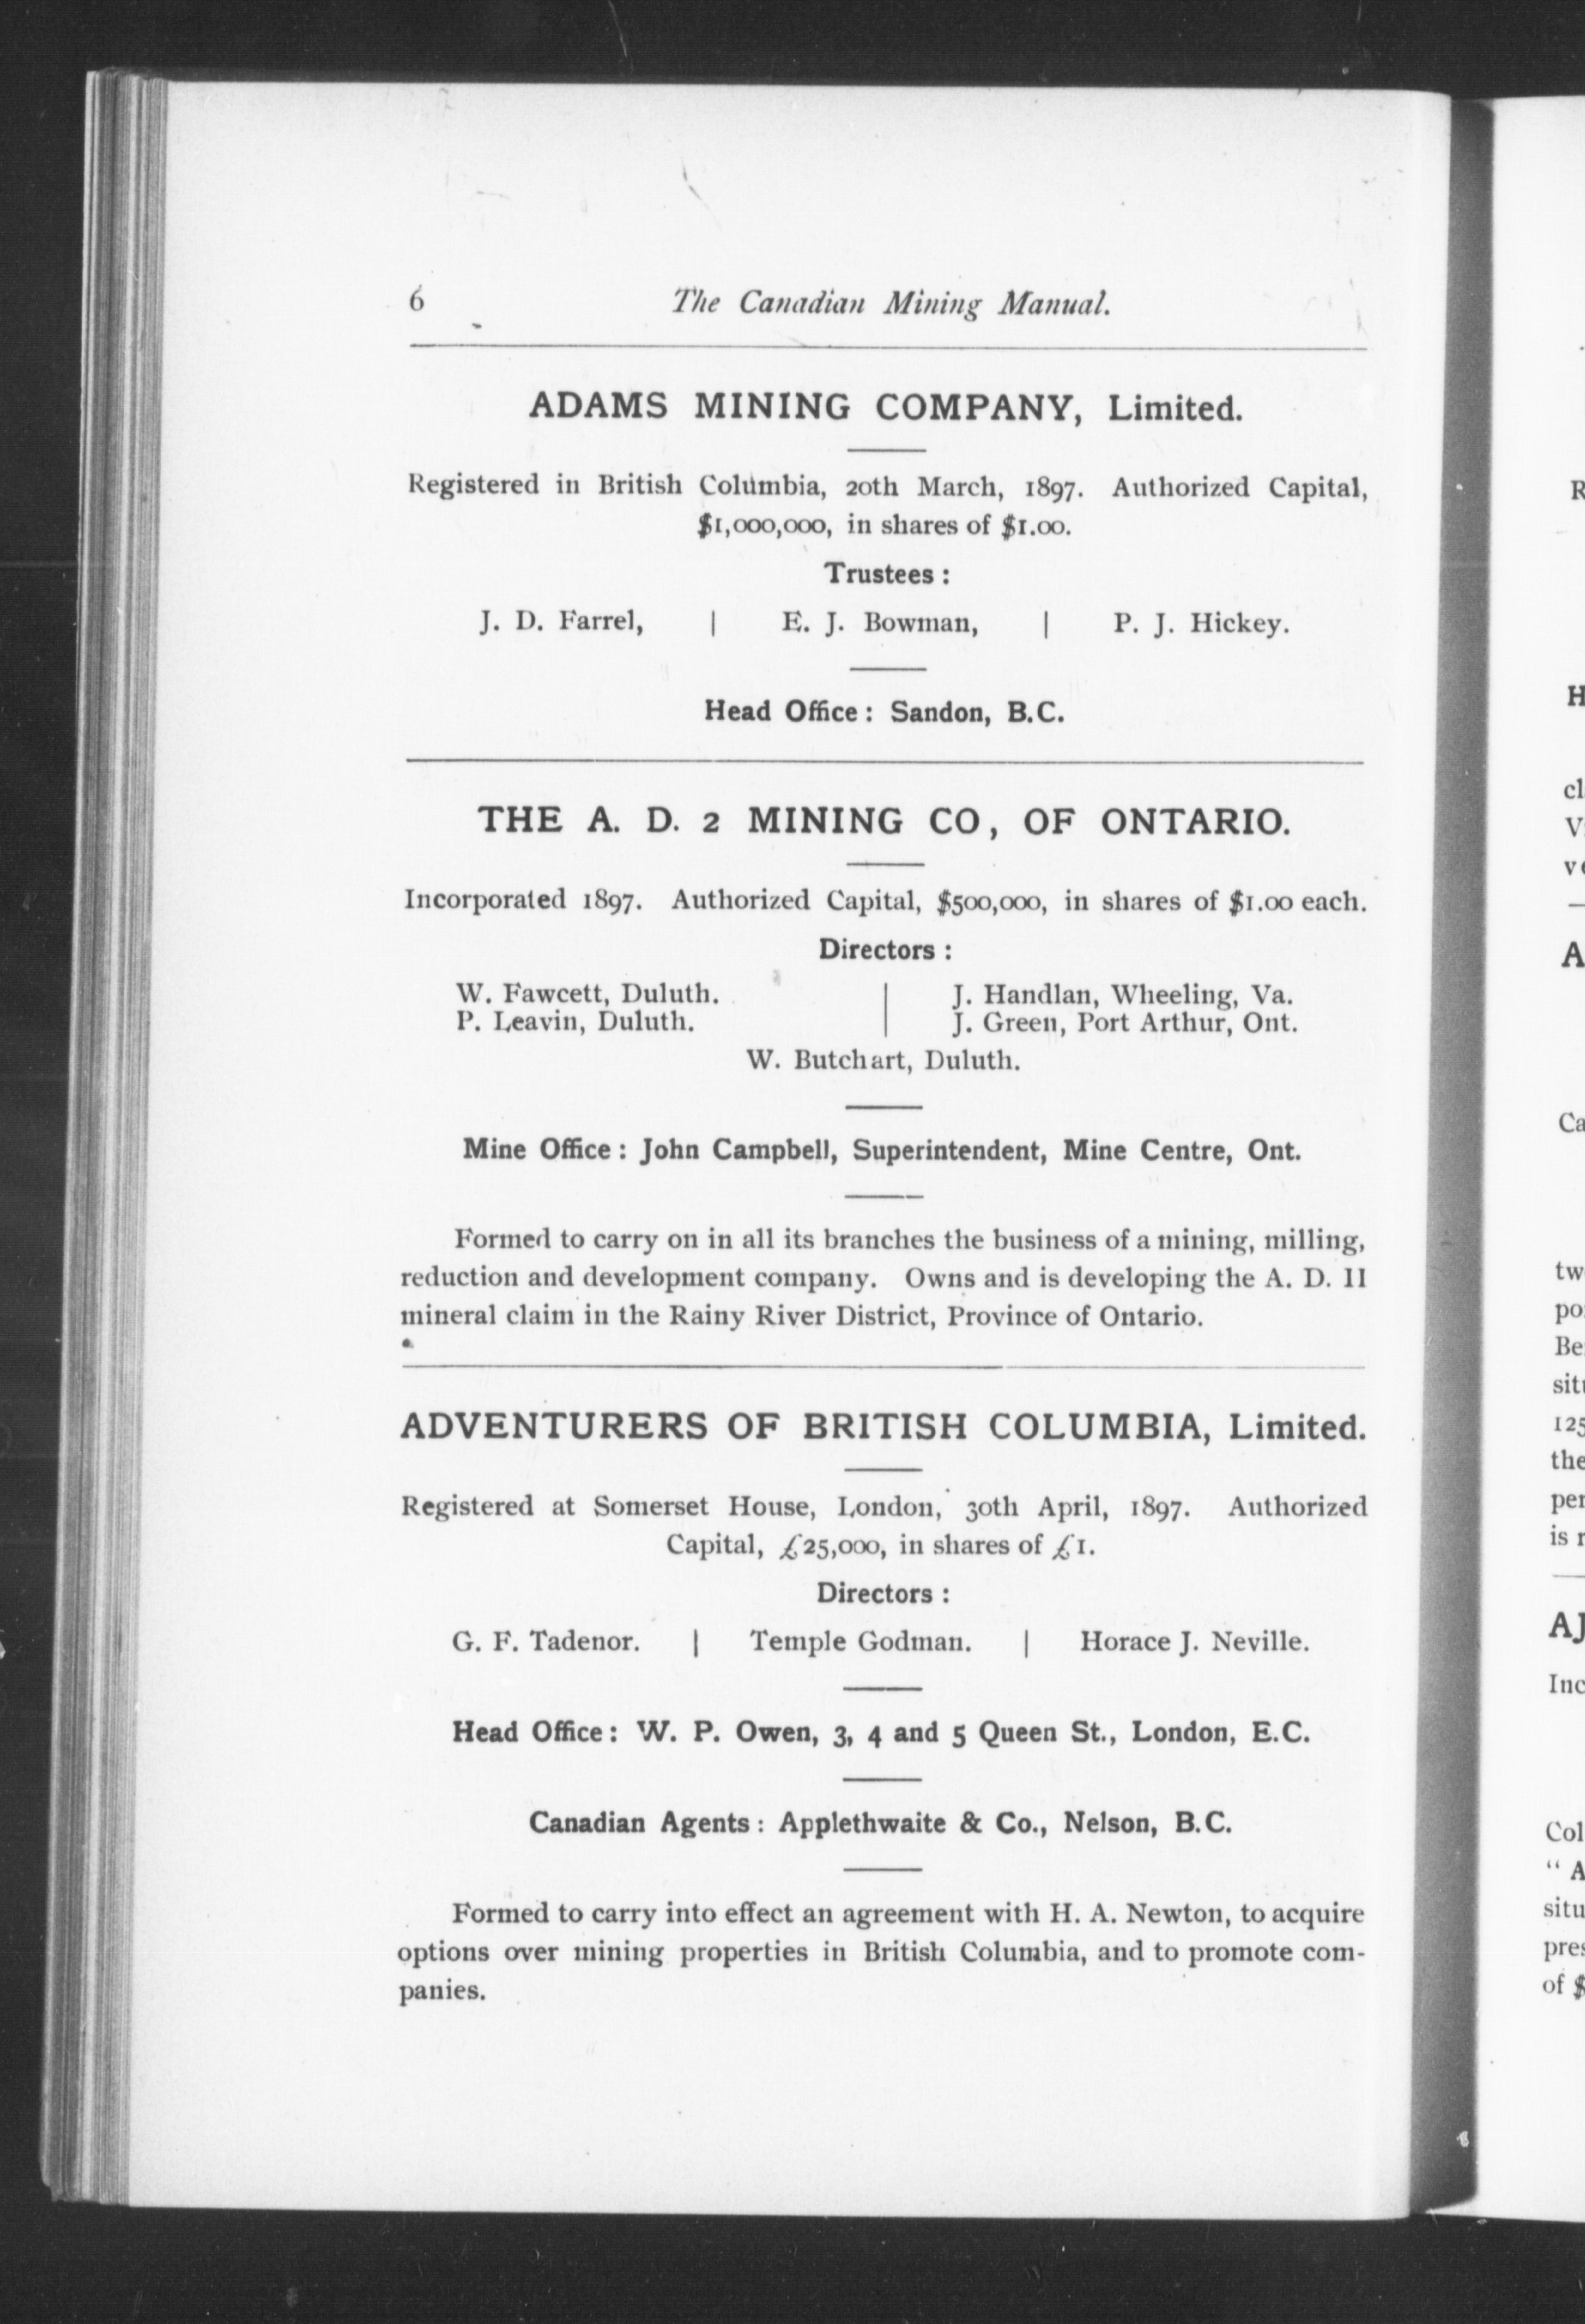 6 The Canadian Mining Manual.
ADAMS MINING COMPANY, Limited.
Registered in British Columbia, 20th March, 1897. Authorized Capital,
$1,000,000, in shares of $1.00.
Trustees :
J. D. Farrel, | E. J. Bowman, | P. J. Hickey.
Head Office : Sandon, B.C.
THE A. D. 2 MINING CO, OF ONTARIO.
Incorporated 1897. Authorized Capital, $500,000, in shares of $1.00 each.
Directors :
W. Fawcett, Duluth. | J. Handlan, Wheeling, Va.
P. Leavin, Duluth. | J. Green, Port Arthur, Ont.
W. Butchart, Duluth.
Mine Office : John Campbell, Superintendent, Mine Centre, Ont.
Formed to carry on in all its branches the business of a mining, milling,
reduction and development company. Owns and is developing the A. D. II
mineral claim in the Rainy River District, Province of Ontario.
ADVENTURERS OF BRITISH COLUMBIA, Limited.
Registered at Somerset House, London, 30th April, 1897. Authorized
Capital, £25,000, in shares of £1.
Directors :
G. F. Tadenor. | Temple Godman. | Horace J. Neville.
Head Office : W. P. Owen, 3, 4 and 5 Queen St., London, E.C.
Canadian Agents : Applethwaite & Co., Nelson, B.C.
Formed to carry into effect an agreement with H. A. Newton, to acquire
options over mining properties in British Columbia, and to promote com-
panies.